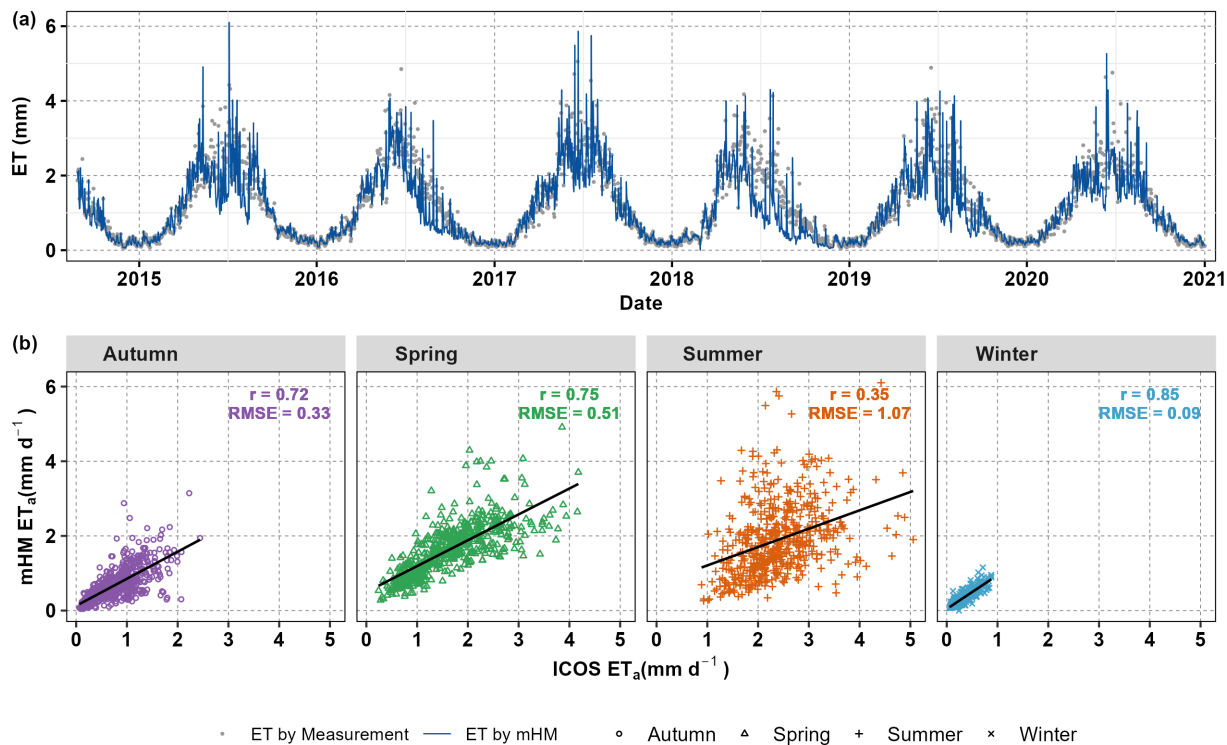 (a)
ET (mm)
6
4
2
0
2015 2016 2017 2018 2019 2020 2021
Date
(b)
Autumn Spring Summer Winter
r = 0.72
RMSE = 0.33
r = 0.75
RMSE = 0.51
r = 0.35
RMSE = 1.07
r = 0.85
RMSE = 0.09
mHM ETa(mm d−1 )
6
4
2
0
0 1 2 3 4 5 0 1 2 3 4 5 0 1 2 3 4 5 0 1 2 3 4 5
ICOS ETa(mm d−1 )
ET by Measurement ET by mHM Autumn Spring Summer Winter